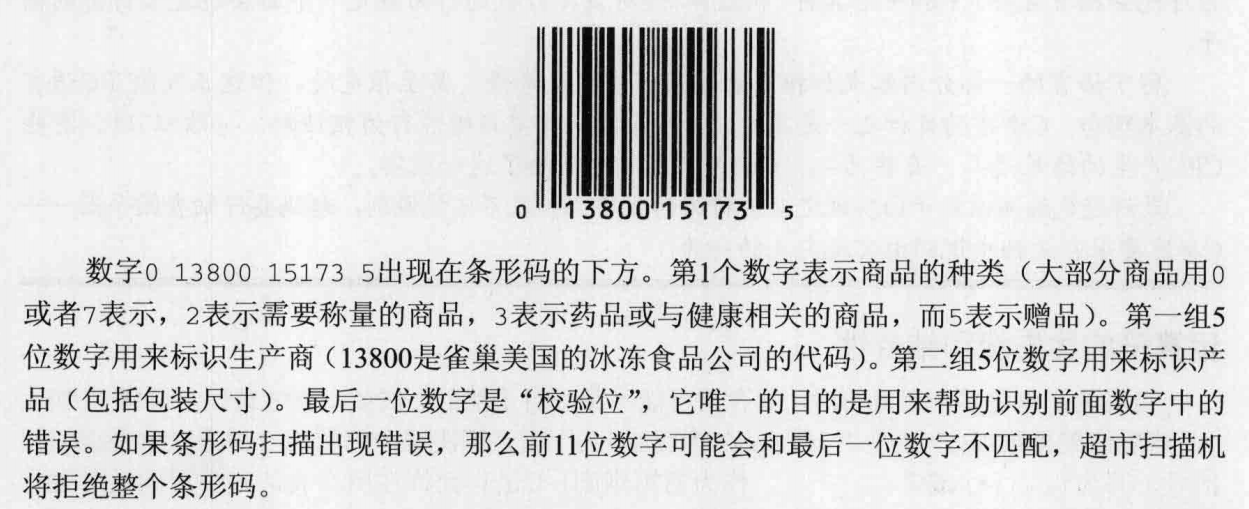 0 13800 15173 5
数字0 13800 15173 5出现在条形码的下方。第1个数字表示商品的种类（大部分商品用0
或者7表示，2表示需要称量的商品，3表示药品或与健康相关的商品，而5表示赠品）。第一组5
位数字用来标识生产商（13800是雀巢美国的冰冻食品公司的代码）。第二组5位数字用来标识产
品（包括包装尺寸）。最后一位数字是“校验位”，它唯一的目的是用来帮助识别前面数字中的
错误。如果条形码扫描出现错误，那么前11位数字可能会和最后一位数字不匹配，超市扫描机
将拒绝整个条形码。